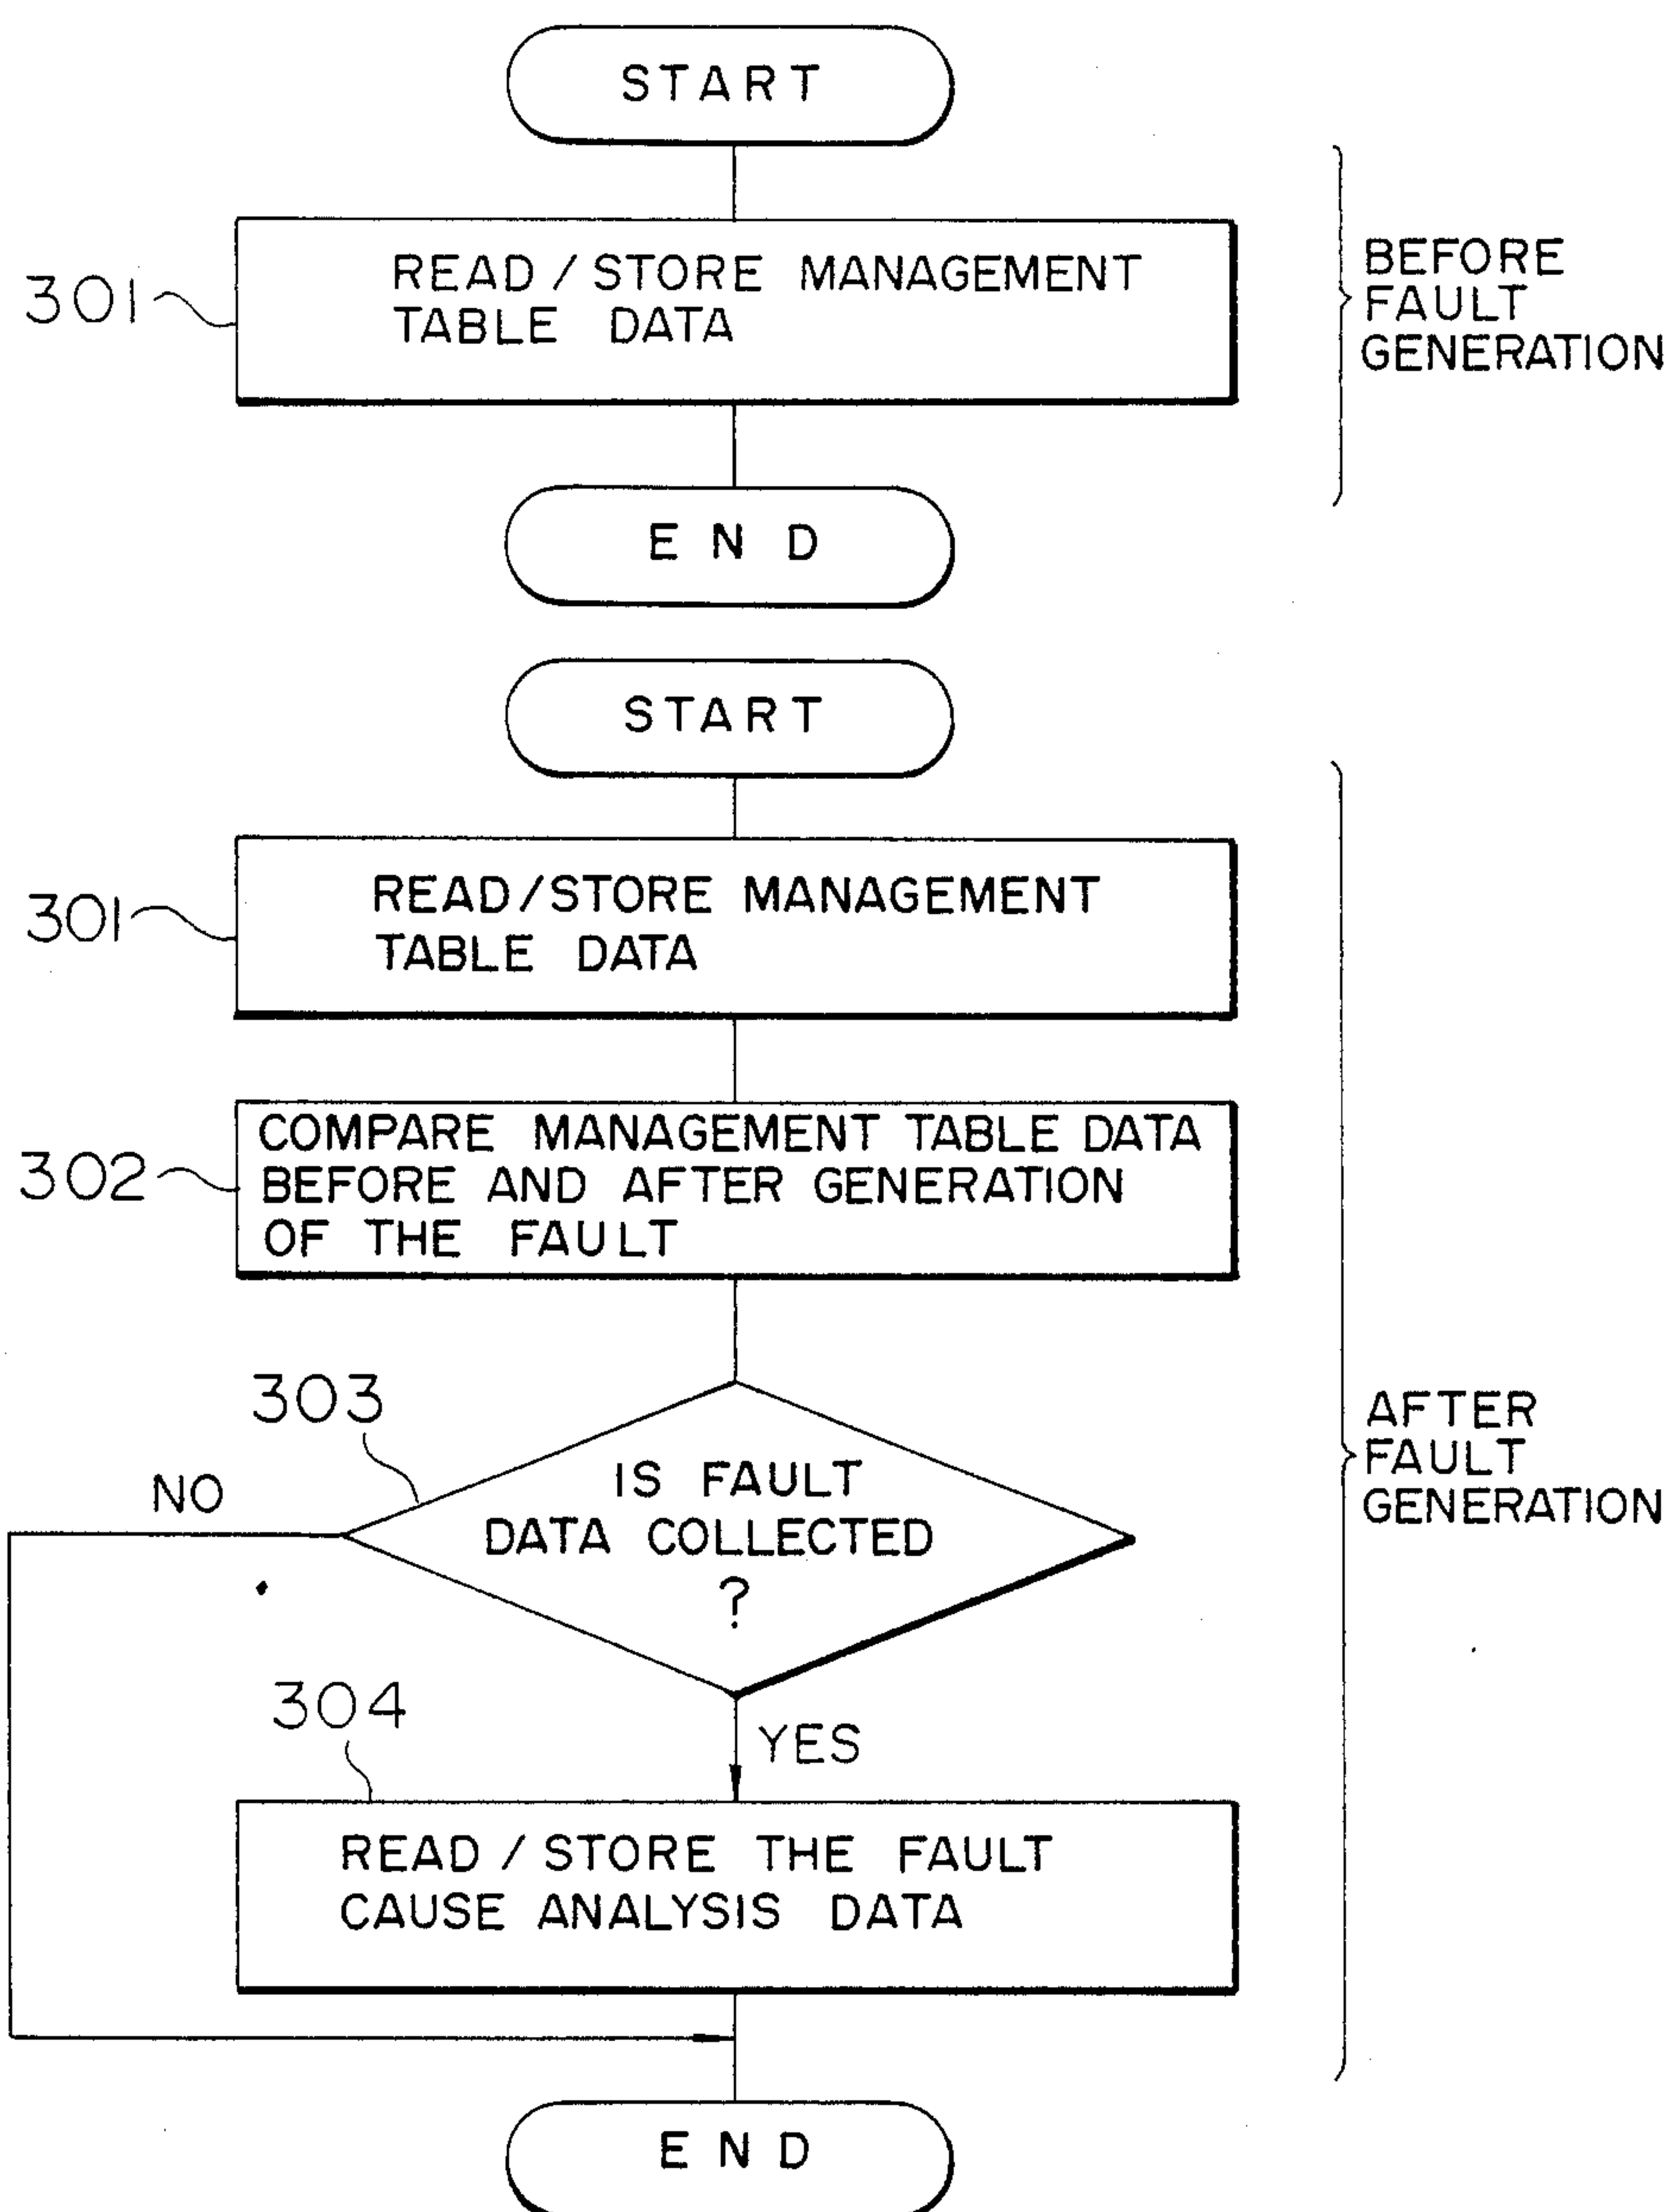 START
301
READ / STORE MANAGEMENT
TABLE DATA
BEFORE
FAULT
GENERATION
END
START
301
READ/STORE MANAGEMENT
TABLE DATA
302
COMPARE MANAGEMENT TABLE DATA
BEFORE AND AFTER GENERATION
OF THE FAULT
303
NO
IS FAULT
DATA COLLECTED
?
AFTER
FAULT
GENERATION
304
YES
READ / STORE THE FAULT
CAUSE ANALYSIS DATA
END